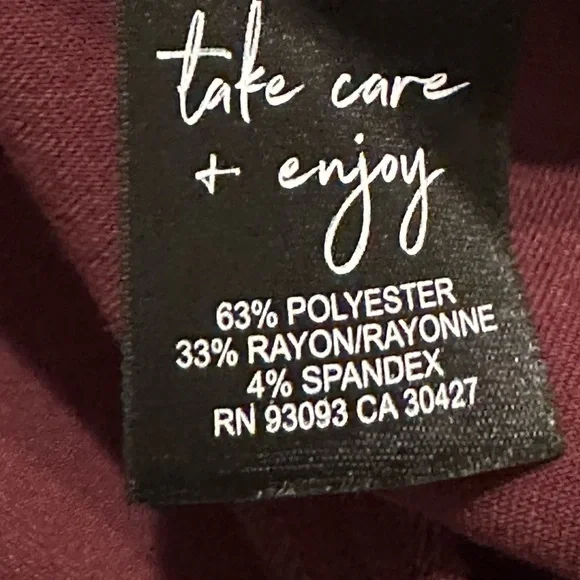 take care
+ enjoy
63% POLYESTER
33% RAYON/RAYONNE
4% SPANDEX
RN 93093 CA 30427